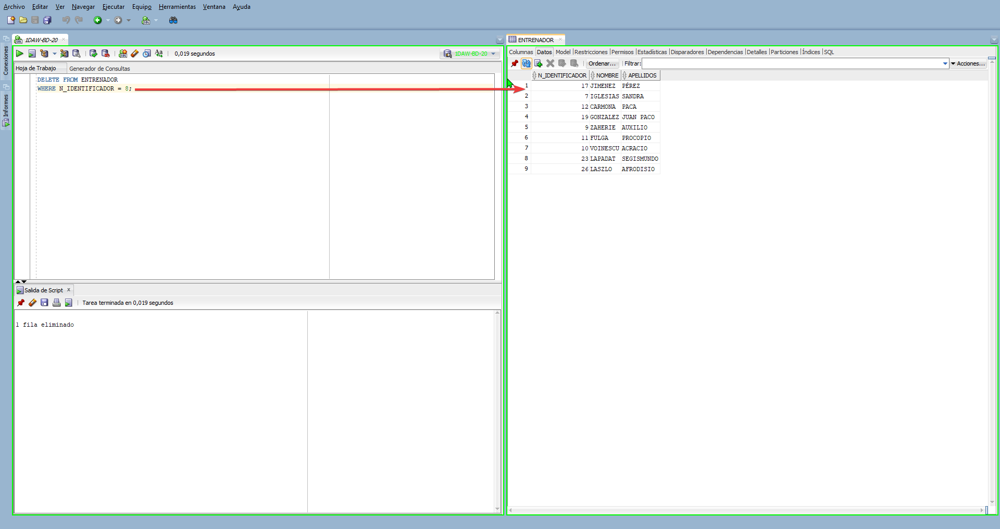 Archivo Editar Ver Navegar Ejecutar Equipo Herramientas Ventana Ayuda
Conexiones
Informes
1DAW-BD-20
0,019 segundos
1DAW-BD-20
Hoja de Trabajo Generador de Consultas
DELETE FROM ENTRENADOR
WHERE N_IDENTIFICADOR = 8;
Salida de Script
Tarea terminada en 0,019 segundos
1 fila eliminado
ENTRENADOR
Columnas Datos Model Restricciones Permisos Estadísticas Disparadores Dependencias Detalles Particiones Índices SQL
Ordenar... Filtrar: Acciones...
N_IDENTIFICADOR NOMBRE APELLIDOS
1 17 JIMENEZ PÉREZ
2 7 IGLESIAS SANDRA
3 12 CARMONA PACA
4 19 GONZALEZ JUAN PACO
5 9 ZAHERIE AUXILIO
6 11 FULGA PROCOPIO
7 10 VOINESCU ACRACIO
8 23 LAPADAT SEGISMUNDO
9 26 LASZLO AFRODISIO